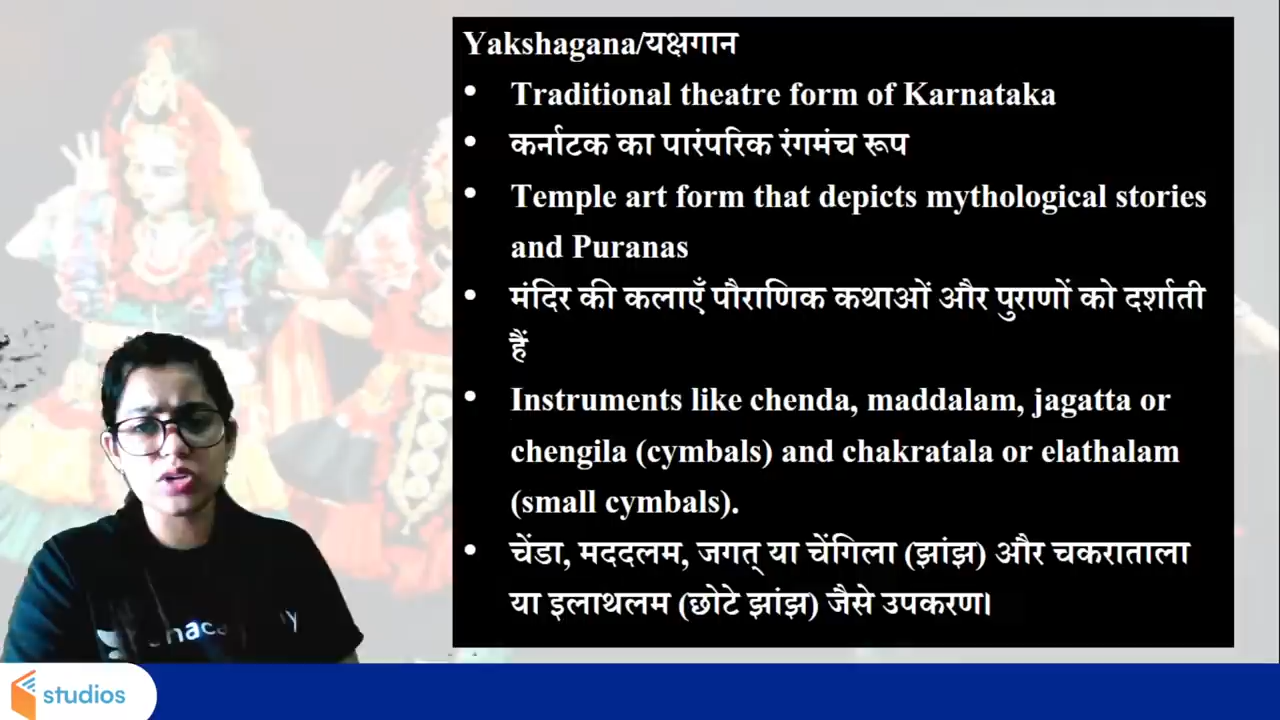 Yakshagana/यक्षगान
• Traditional theatre form of Karnataka
• कर्नाटक का पारंपरिक रंगमंच रूप
• Temple art form that depicts mythological stories
and Puranas
• मंदिर की कलाएँ पौराणिक कथाओं और पुराणों को दर्शाती
हैं
• Instruments like chenda, maddalam, jagatta or
chengila (cymbals) and chakratala or elathalam
(small cymbals).
• चेंडा, मददलम, जगत् या चेंगिला (झांझ) और चकराताला
या इलाथलम (छोटे झांझ) जैसे उपकरण।
studios